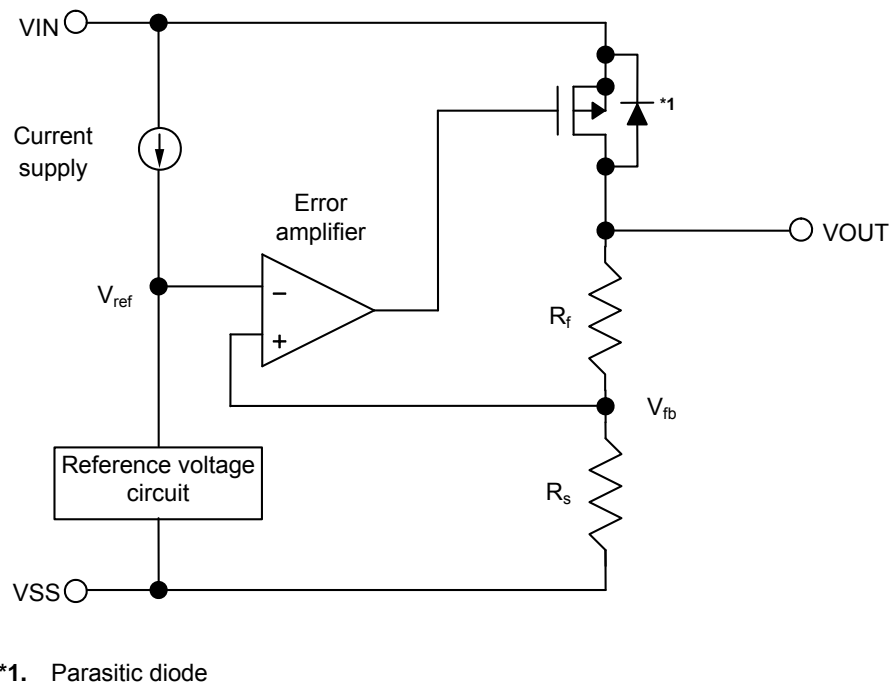 VIN
*1
Current
supply
Error
amplifier
VOUT
Vref
−
+
Rf
Vfb
Reference voltage
circuit
Rs
VSS
*1. Parasitic diode